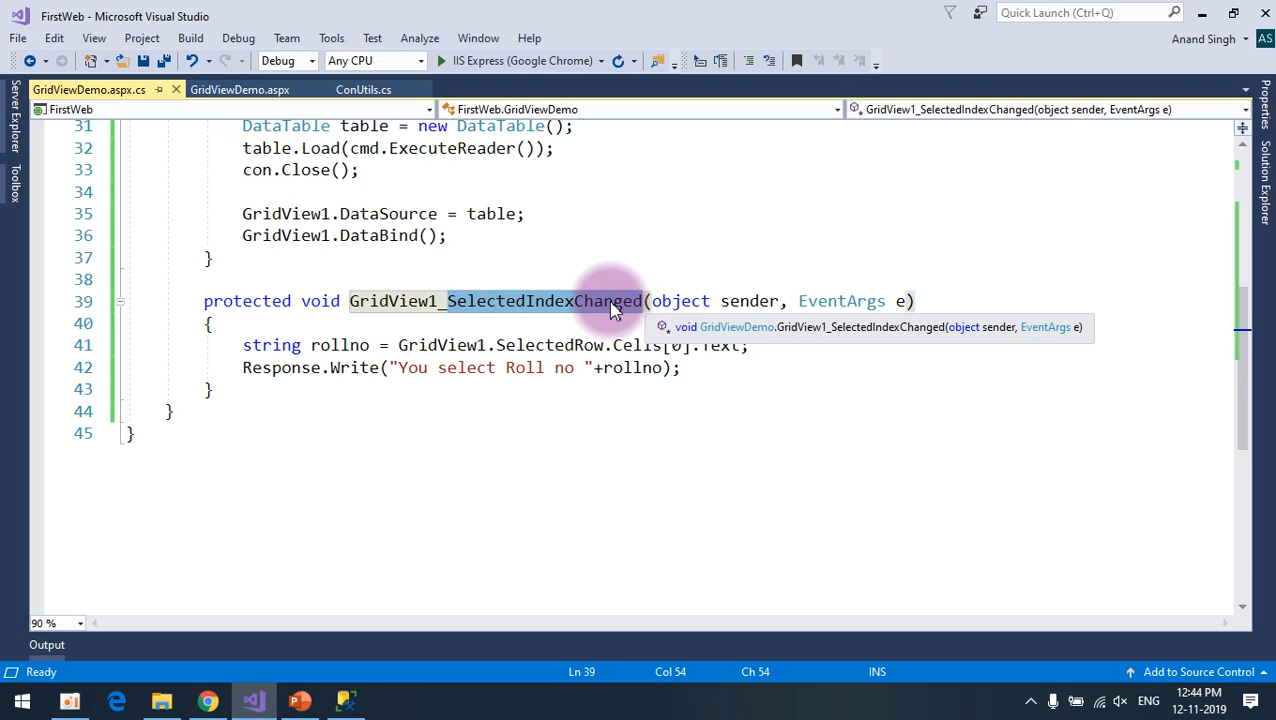 FirstWeb - Microsoft Visual Studio
Quick Launch (Ctrl+Q)
File Edit View Project Build Debug Team Tools Test Analyze Window Help
Anand Singh AS
Debug Any CPU IIS Express (Google Chrome)
GridViewDemo.aspx.cs GridViewDemo.aspx ConUtils.cs
FirstWeb FirstWeb.GridViewDemo GridView1_SelectedIndexChanged(object sender, EventArgs e)
Server Explorer
Toolbox
Properties
Solution Explorer
31 DataTable table = new DataTable();
32 table.Load(cmd.ExecuteReader());
33 con.Close();
34
35 GridView1.DataSource = table;
36 GridView1.DataBind();
37 }
38
39 protected void GridView1_SelectedIndexChanged(object sender, EventArgs e)
40 {
void GridViewDemo.GridView1_SelectedIndexChanged(object sender, EventArgs e)
41 string rollno = GridView1.SelectedRow.Cells[0].Text;
42 Response.Write("You select Roll no "+rollno);
43 }
44 }
45 }
90 %
Output
Ready Ln 39 Col 54 Ch 54 INS Add to Source Control
ENG 12:44 PM
12-11-2019